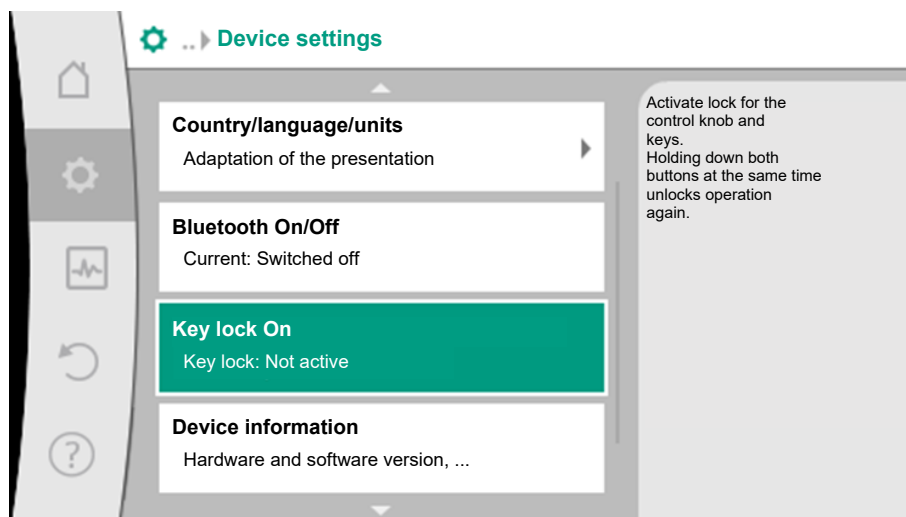 .. Device settings
Country/language/units
Adaptation of the presentation
Bluetooth On/Off
Current: Switched off
Key lock On
Key lock: Not active
Device information
Hardware and software version, ...
Activate lock for the
control knob and
keys.
Holding down both
buttons at the same time
unlocks operation
again.
?